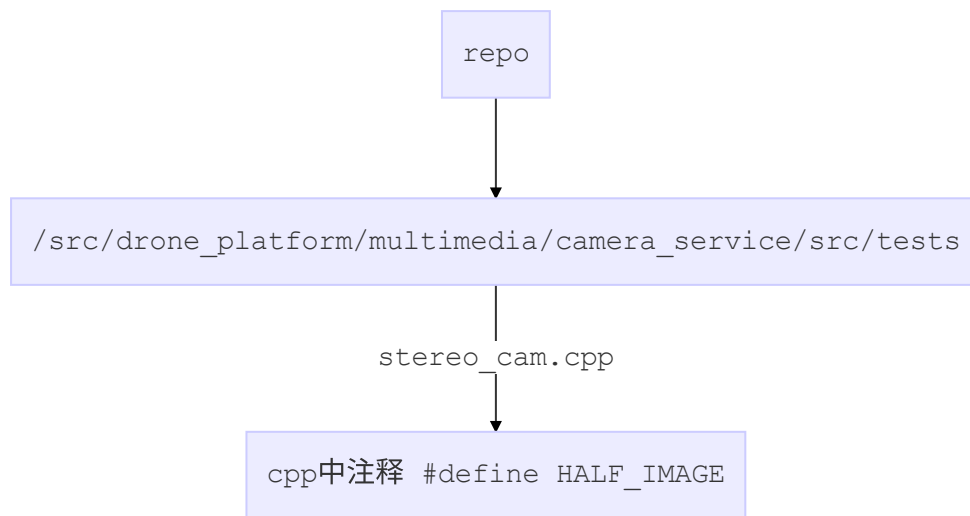 repo
/src/drone_platform/multimedia/camera_service/src/tests
stereo_cam.cpp
cpp中注释 #define HALF_IMAGE